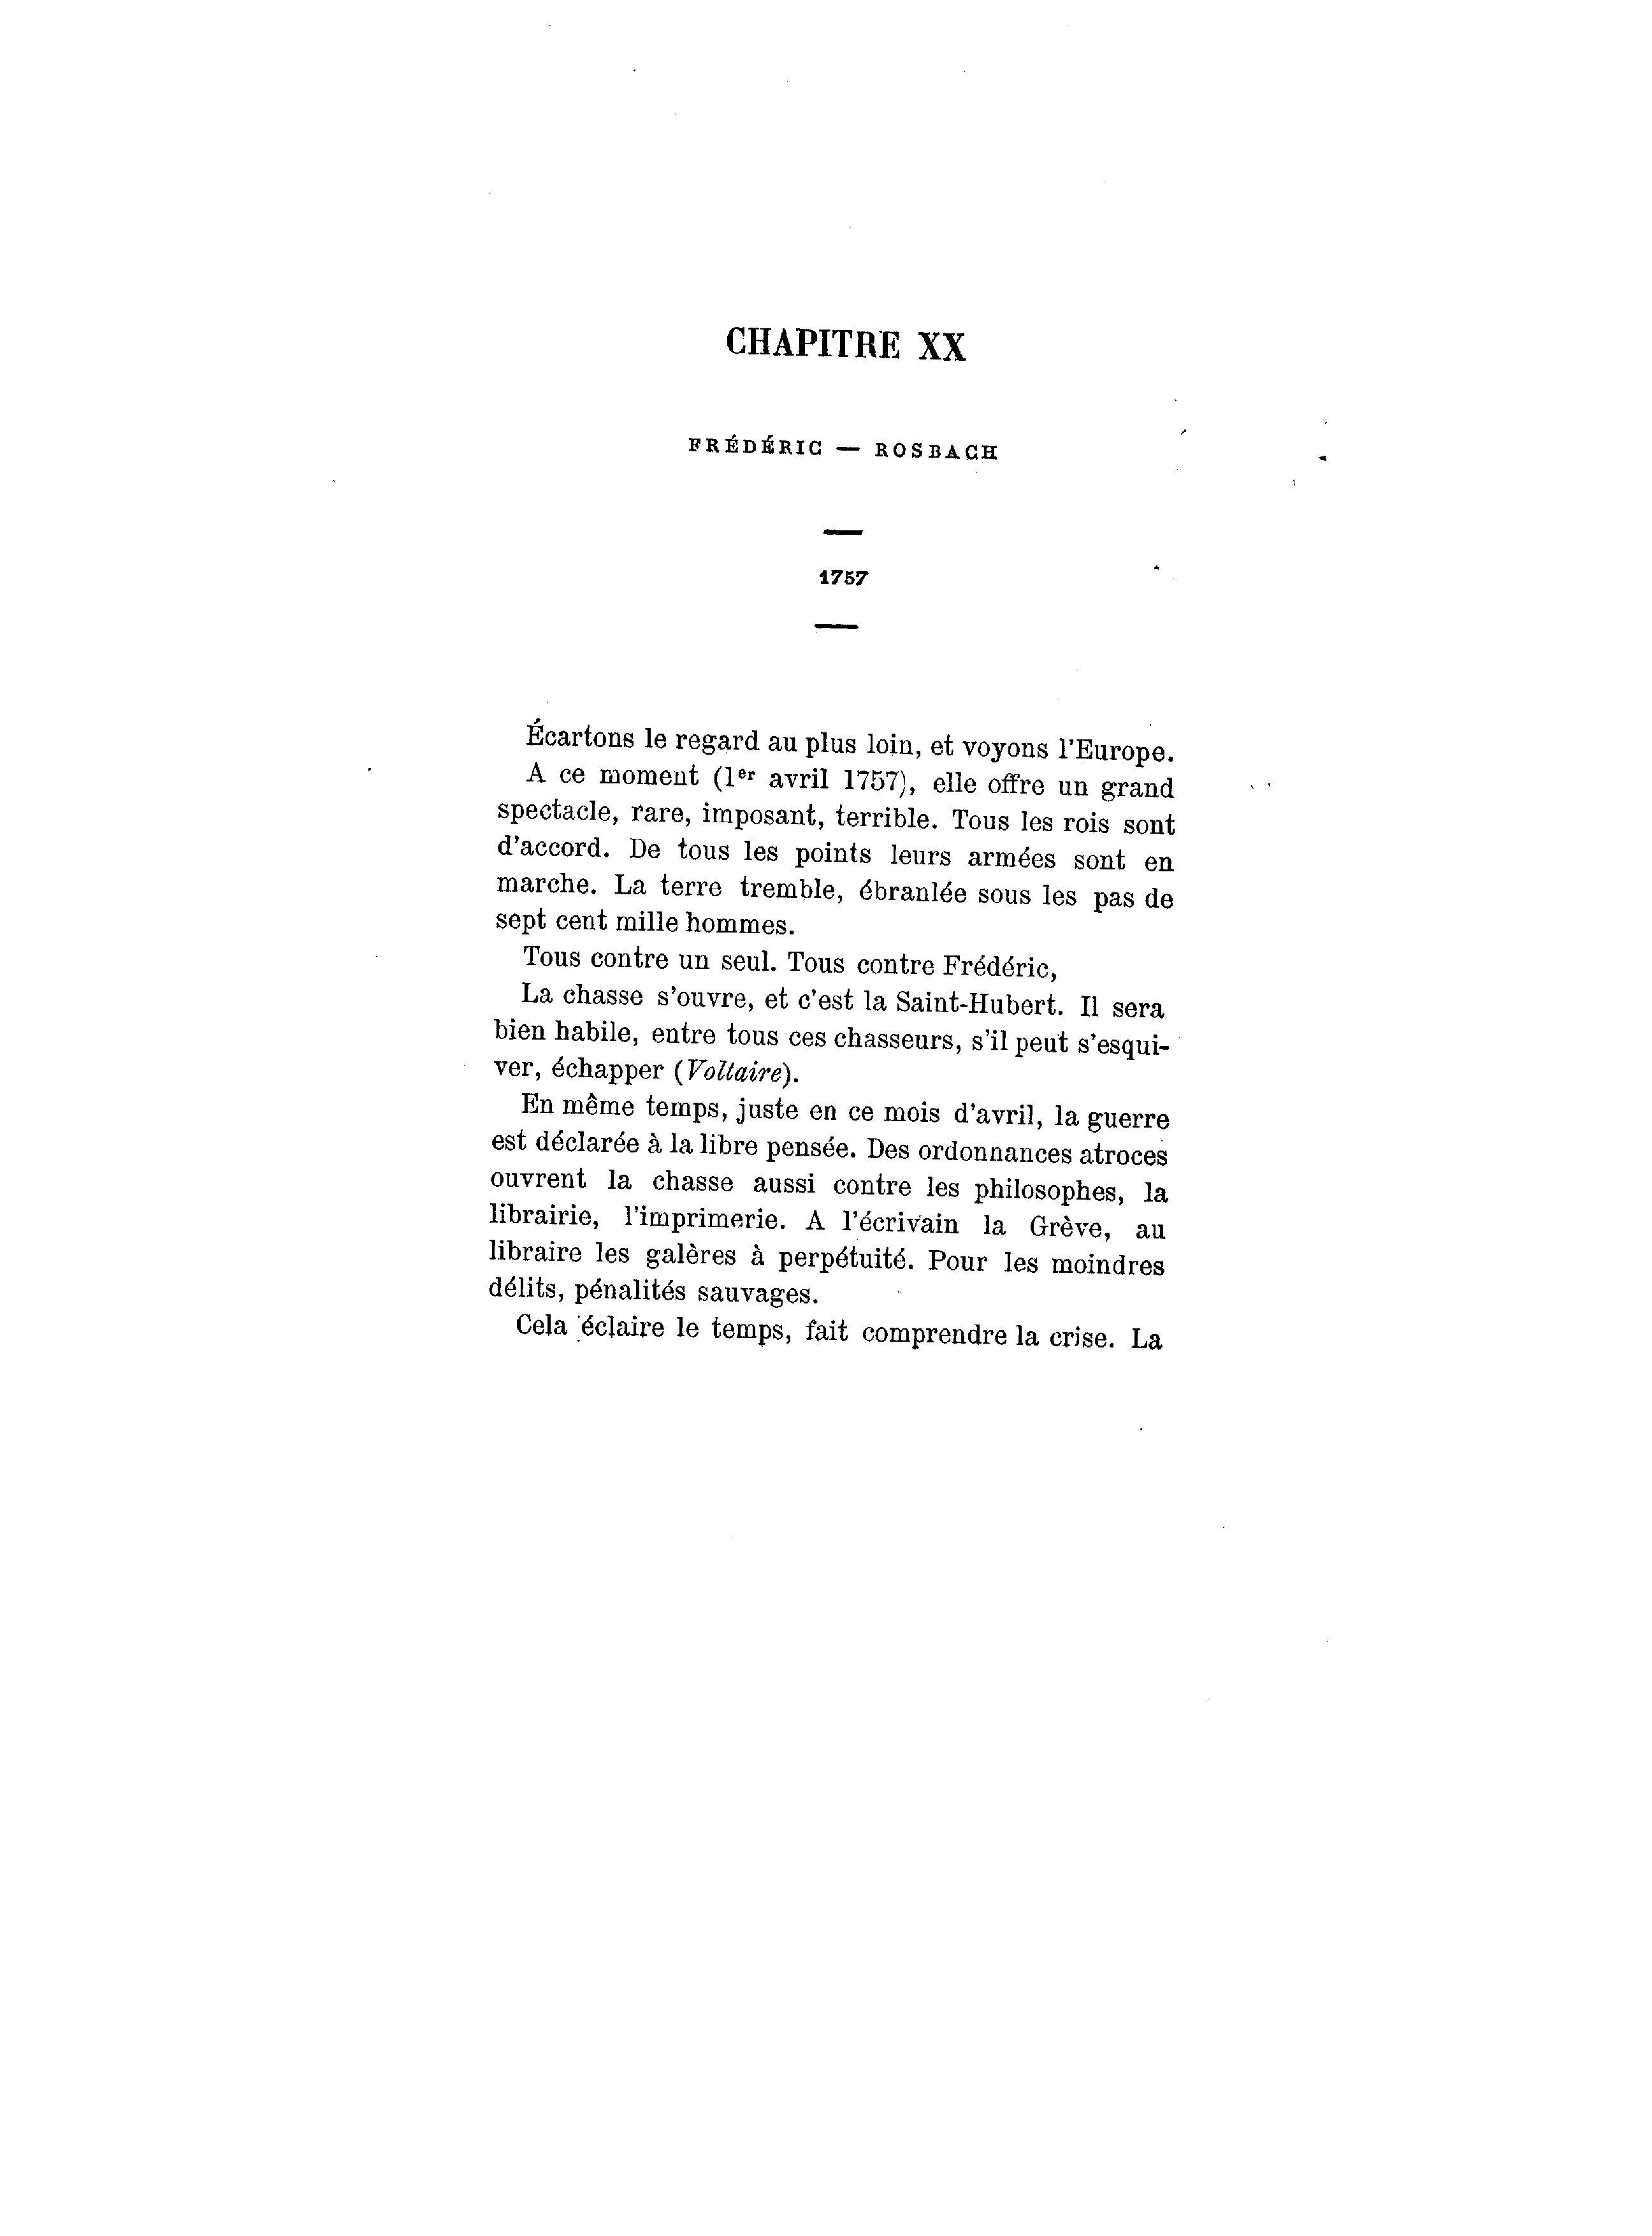 CHAPITRE XX
FRÉDÉRIC — ROSBACH
1757
Écartons le regard au plus loin, et voyons l'Europe.
A ce moment (1er avril 1757), elle offre un grand
spectacle, rare, imposant, terrible. Tous les rois sont
d'accord. De tous les points leurs armées sont en
marche. La terre tremble, ébranlée sous les pas de
sept cent mille hommes.
Tous contre un seul. Tous contre Frédéric,
La chasse s'ouvre, et c'est la Saint-Hubert. Il sera
bien habile, entre tous ces chasseurs, s'il peut s'esqui-
ver, échapper (Voltaire).
En même temps, juste en ce mois d'avril, la guerre
est déclarée à la libre pensée. Des ordonnances atroces
ouvrent la chasse aussi contre les philosophes, la
librairie, l'imprimerie. A l'écrivain la Grève, au
libraire les galères à perpétuité. Pour les moindres
délits, pénalités sauvages.
Cela éclaire le temps, fait comprendre la crise. La